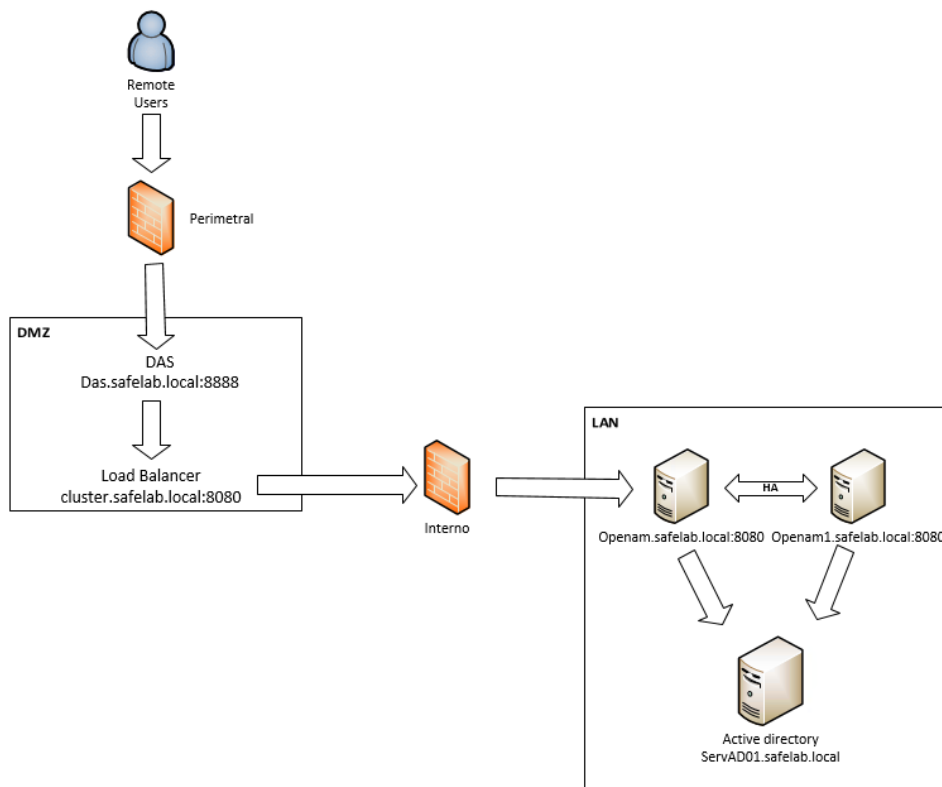 Remote
Users
Perimetral
DMZ
DAS
Das.safelab.local:8888
Load Balancer
cluster.safelab.local:8080
Interno
LAN
HA
Openam.safelab.local:8080
Openam1.safelab.local:8080
Active directory
ServAD01.safelab.local